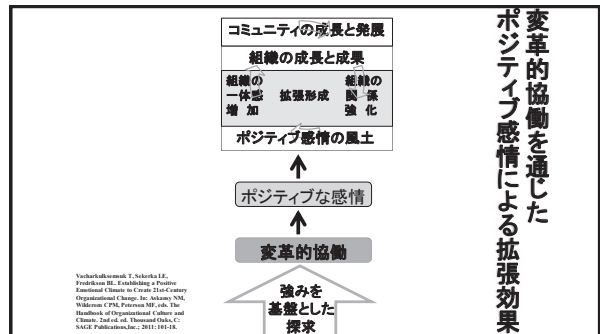 変革的協働を通じた
ポジティブ感情による拡張効果
コミュニティの成長と発展
組織の成長と成果
組織の
一体感
増 加
拡張形成
組織の
関 係
強 化
ポジティブ感情の風土
ポジティブな感情
変革的協働
強みを
基盤とした
探求
Vacharkulksemsuk T, Sekerka LE,
Fredrikson BL. Establishing a Positive
Emotional Climate to Create 21st-Century
Organizational Change. In: Askansy NM,
Wilderom CPM, Peterson MF, eds. The
Handbook of Organizational Culture and
Climate. 2nd ed. ed. Thousand Oaks, C:
SAGE Publications,Inc.; 2011: 101-18.